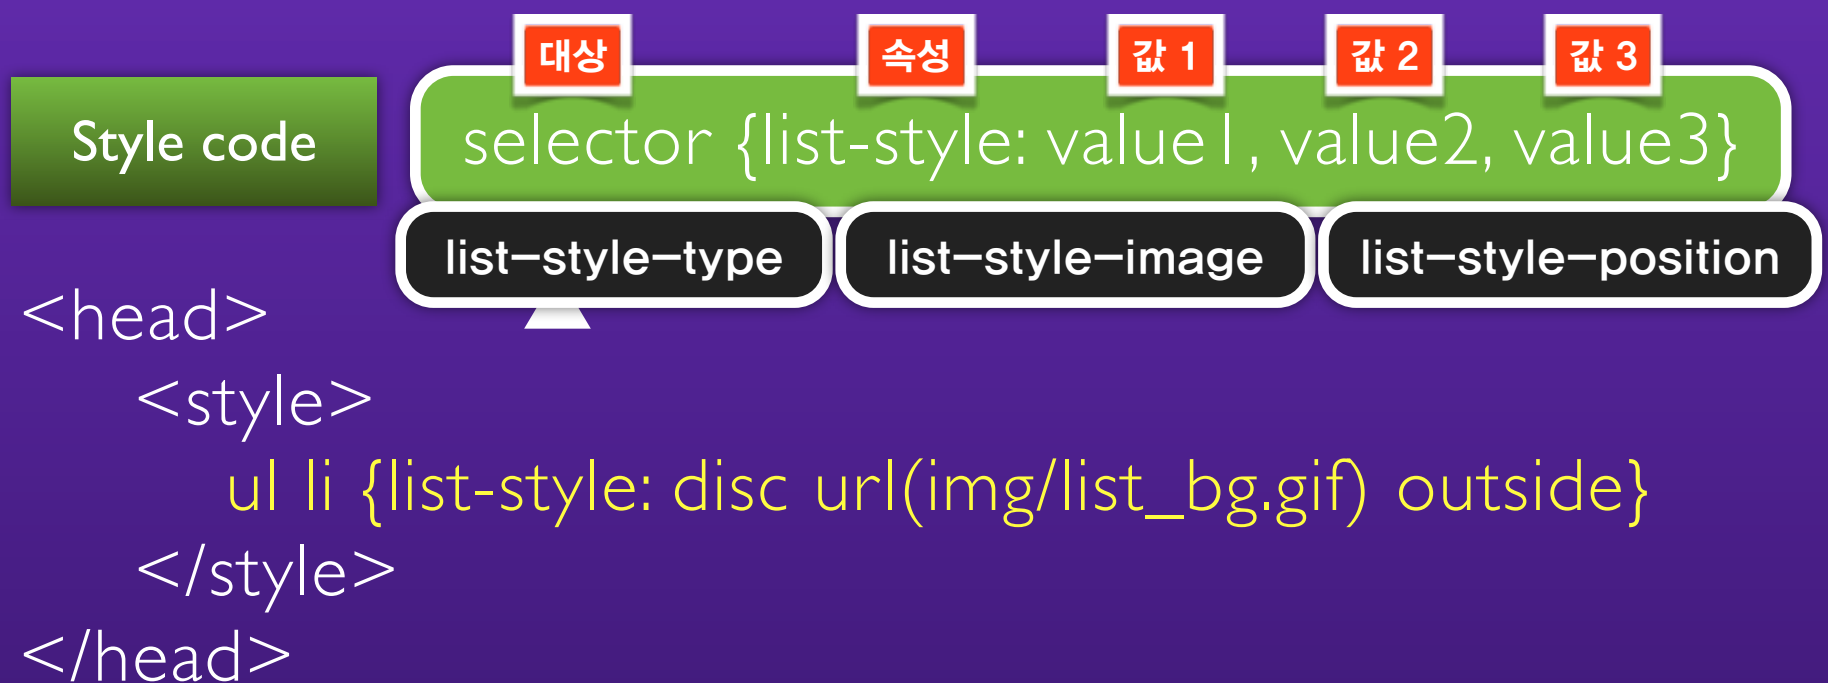 대상 속성 값 1 값 2 값 3
Style code
selector {list-style: value1, value2, value3}
list-style-type list-style-image list-style-position
<head>
<style>
ul li {list-style: disc url(img/list_bg.gif) outside}
</style>
</head>